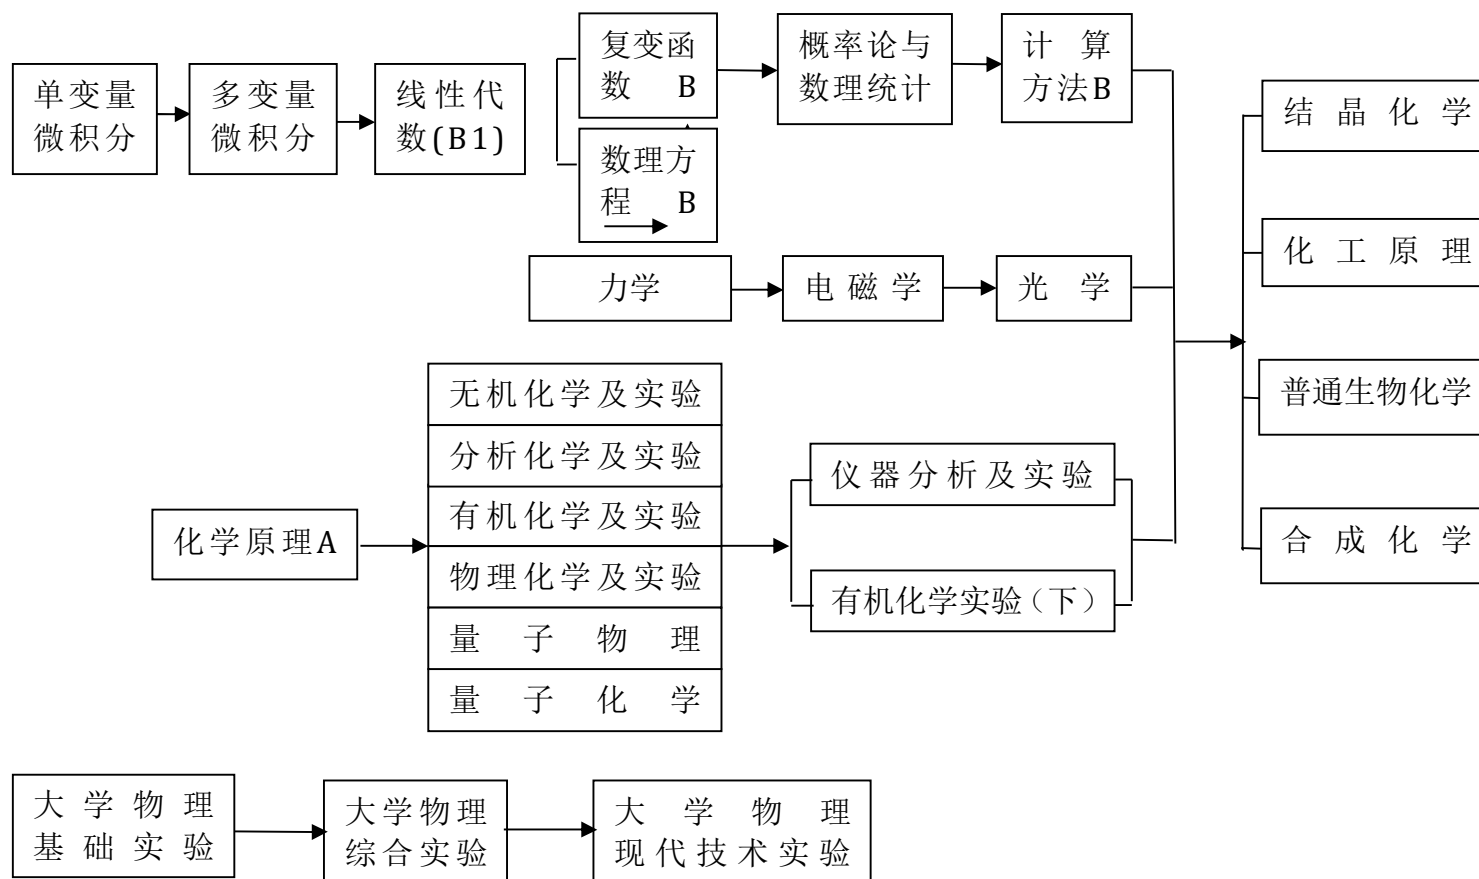 单变量
微积分
多变量
微积分
线性代
数(B1)
复变函
数 B
数理方
程 B
概率论与
数理统计
计算
方法B
力学
电磁学
光学
化学原理A
无机化学及实验
分析化学及实验
有机化学及实验
物理化学及实验
量子物理
量子化学
仪器分析及实验
有机化学实验（下）
结晶化学
化工原理
普通生物化学
合成化学
大学物理
基础实验
大学物理
综合实验
大学物理
现代技术实验